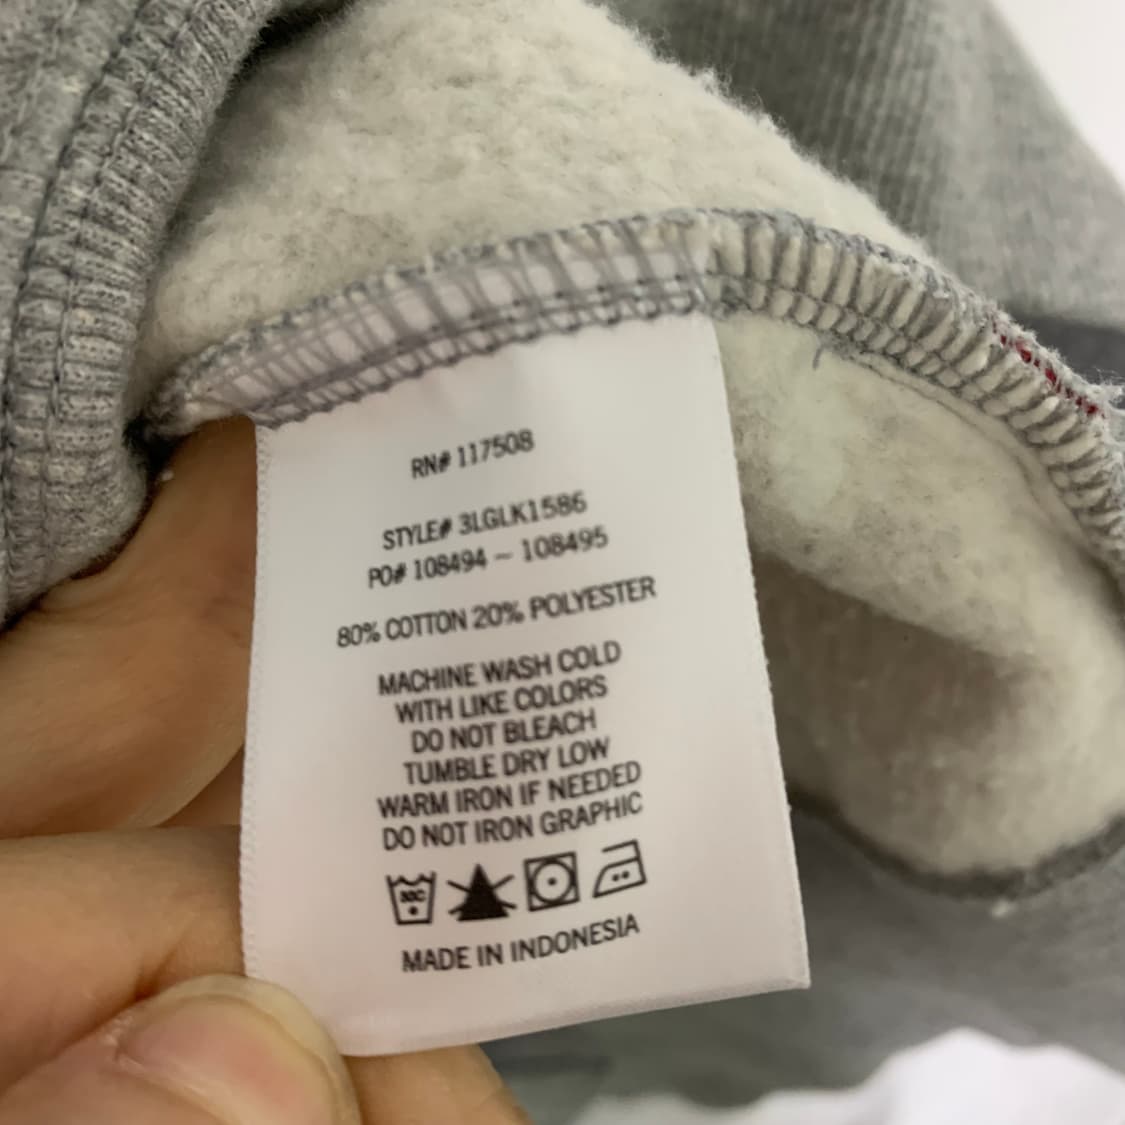 RN# 117508
STYLE# 3LGLK1586
PO# 108494 – 108495
80% COTTON 20% POLYESTER
MACHINE WASH COLD
WITH LIKE COLORS
DO NOT BLEACH
TUMBLE DRY LOW
WARM IRON IF NEEDED
DO NOT IRON GRAPHIC
MADE IN INDONESIA